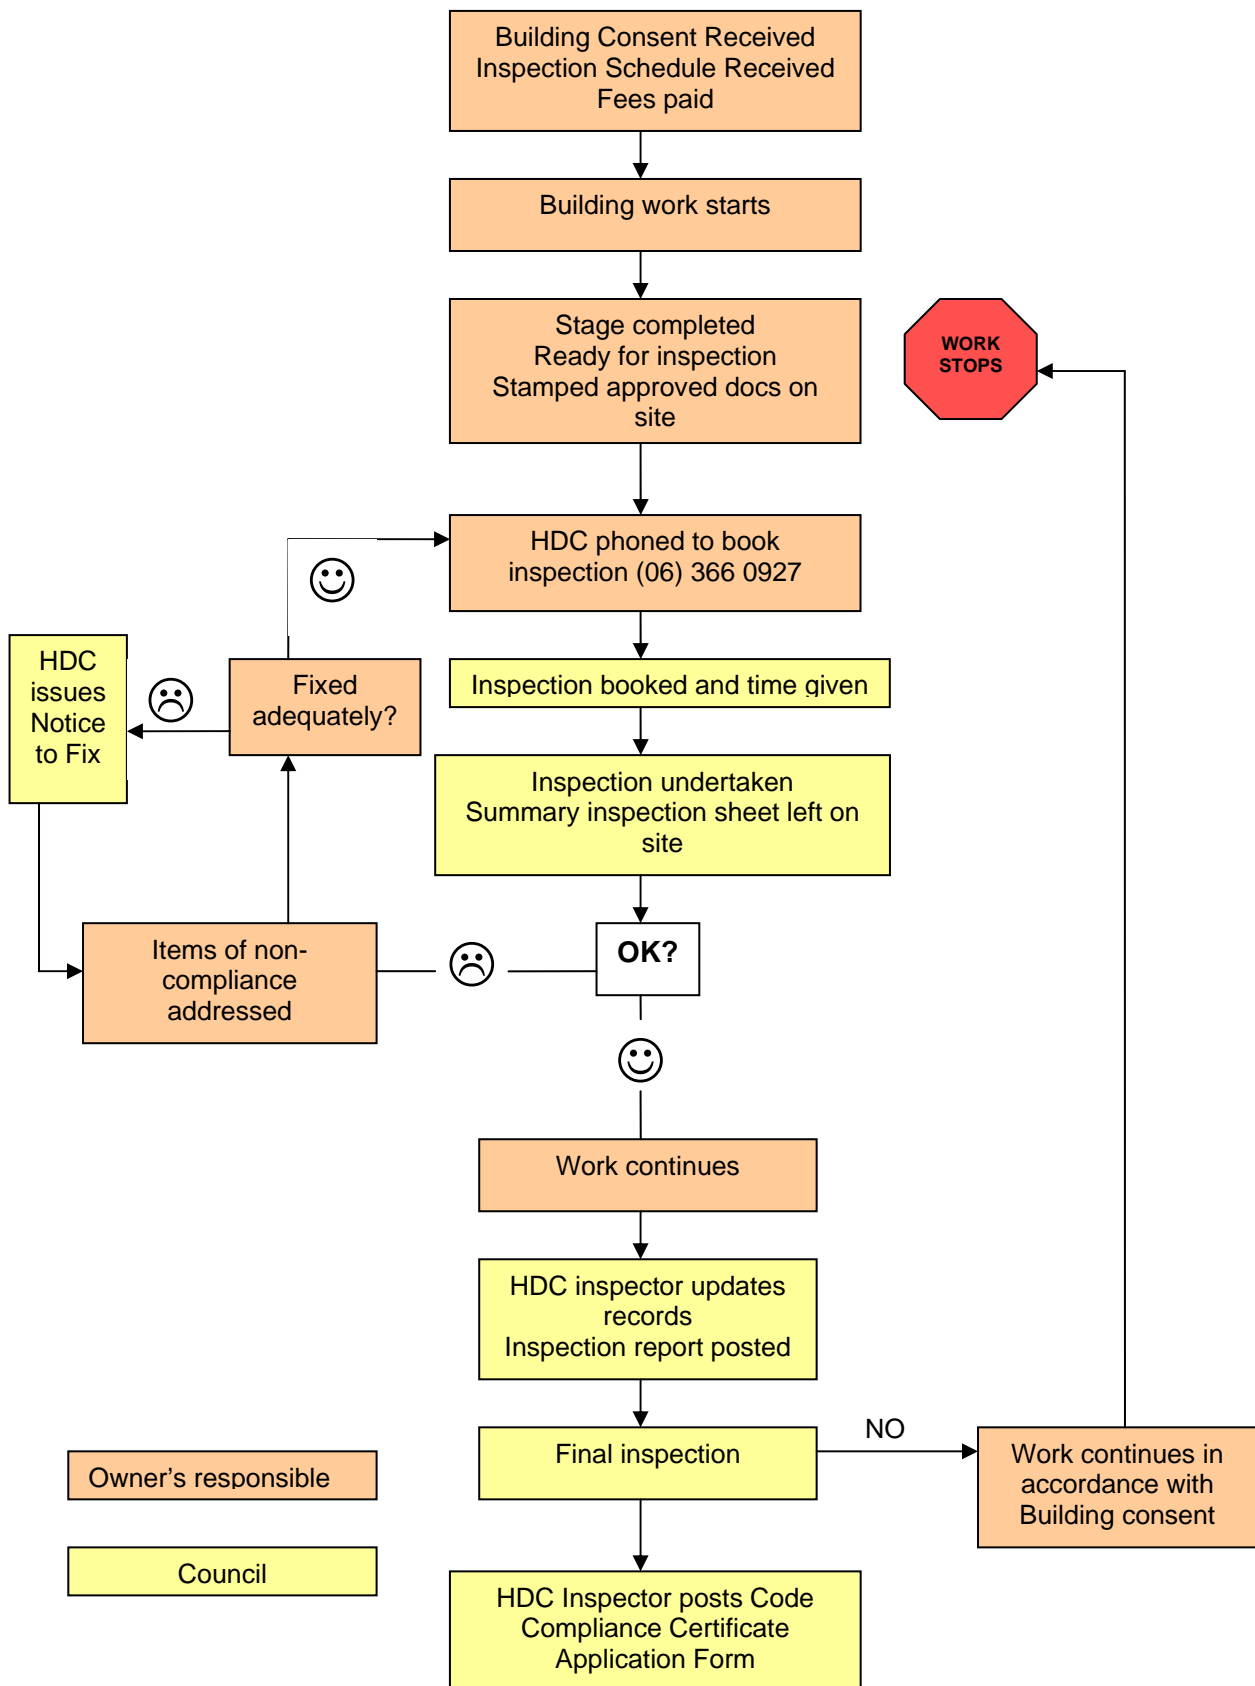 Building Consent Received
Inspection Schedule Received
Fees paid
Building work starts
Stage completed
Ready for inspection
Stamped approved docs on
site
WORK
STOPS
HDC phoned to book
inspection (06) 366 0927
HDC
issues
Notice
to Fix
Fixed
adequately?
Inspection booked and time given
Inspection undertaken
Summary inspection sheet left on
site
Items of non-
compliance
addressed
OK?
Work continues
HDC inspector updates
records
Inspection report posted
Final inspection
NO
Work continues in
accordance with
Building consent
Owner's responsible
Council
HDC Inspector posts Code
Compliance Certificate
Application Form